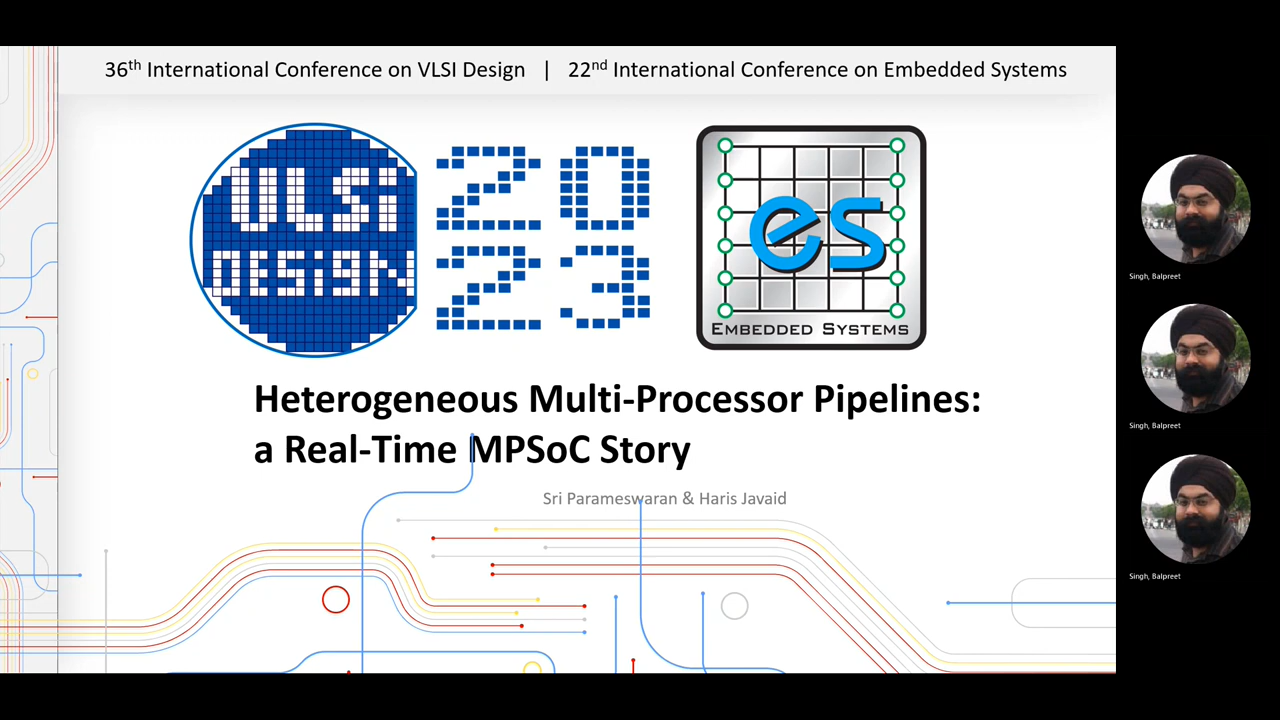 36th International Conference on VLSI Design | 22nd International Conference on Embedded Systems
VLSi
DESigN
20
23
es
EMBEDDED SYSTEMS
Heterogeneous Multi-Processor Pipelines:
a Real-Time MPSoC Story
Sri Parameswaran & Haris Javaid
Singh, Balpreet
Singh, Balpreet
Singh, Balpreet